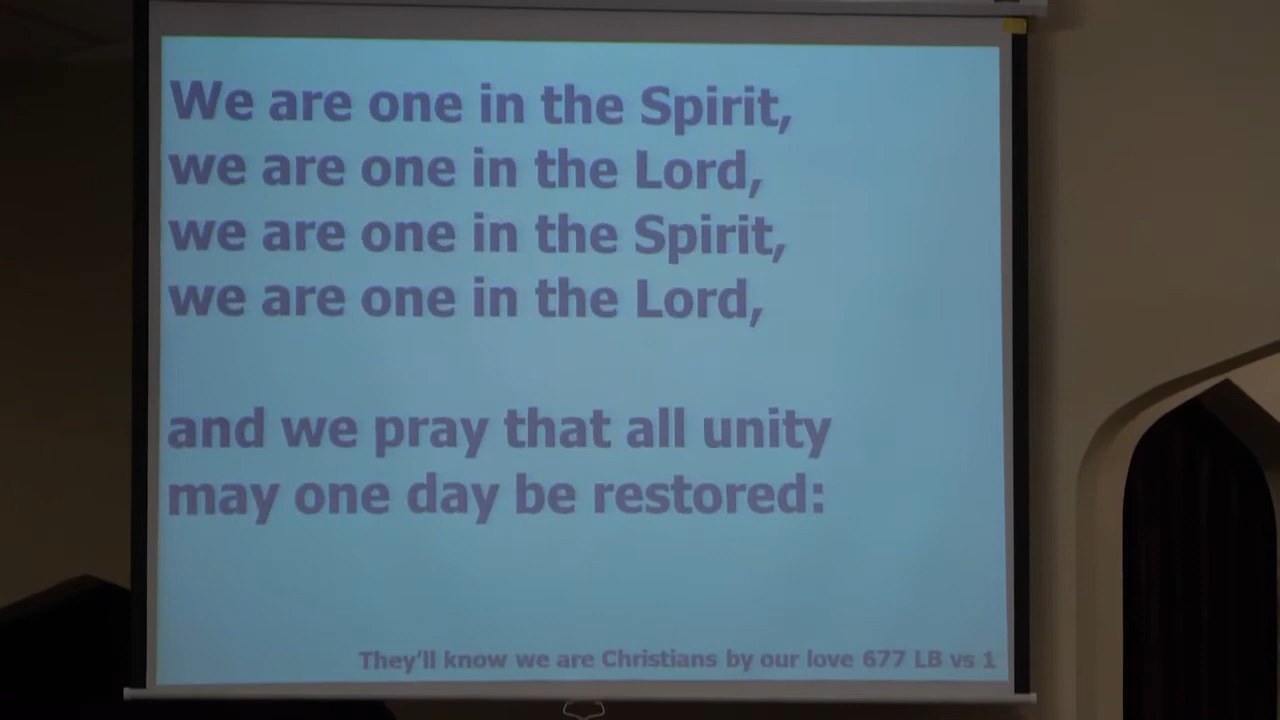 We are one in the Spirit,
we are one in the Lord,
we are one in the Spirit,
we are one in the Lord,
and we pray that all unity
may one day be restored:
They'll know we are Christians by our love 677 LB vs 1